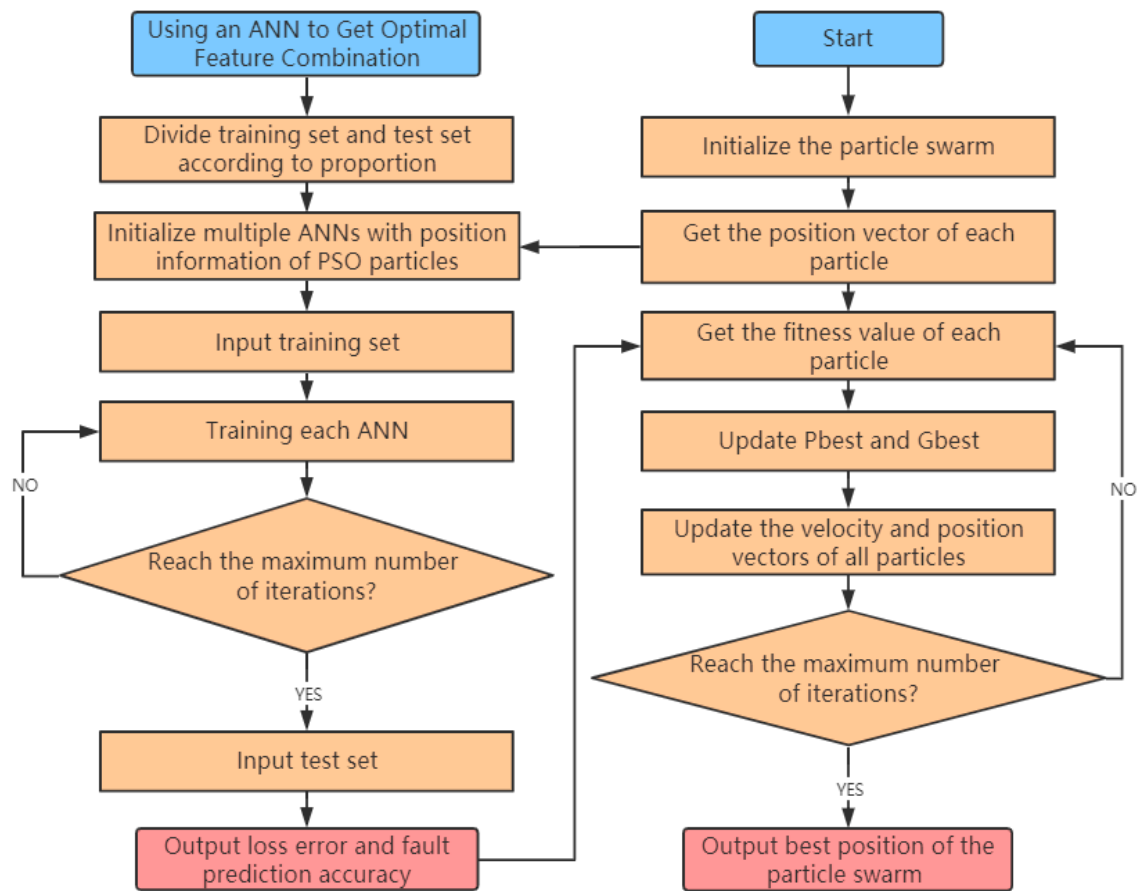 Using an ANN to Get Optimal
Feature Combination
Divide training set and test set
according to proportion
Initialize multiple ANNs with position
information of PSO particles
Input training set
Training each ANN
NO
Reach the maximum number
of iterations?
YES
Input test set
Output loss error and fault
prediction accuracy
Start
Initialize the particle swarm
Get the position vector of each
particle
Get the fitness value of each
particle
Update Pbest and Gbest
NO
Update the velocity and position
vectors of all particles
Reach the maximum number
of iterations?
YES
Output best position of the
particle swarm